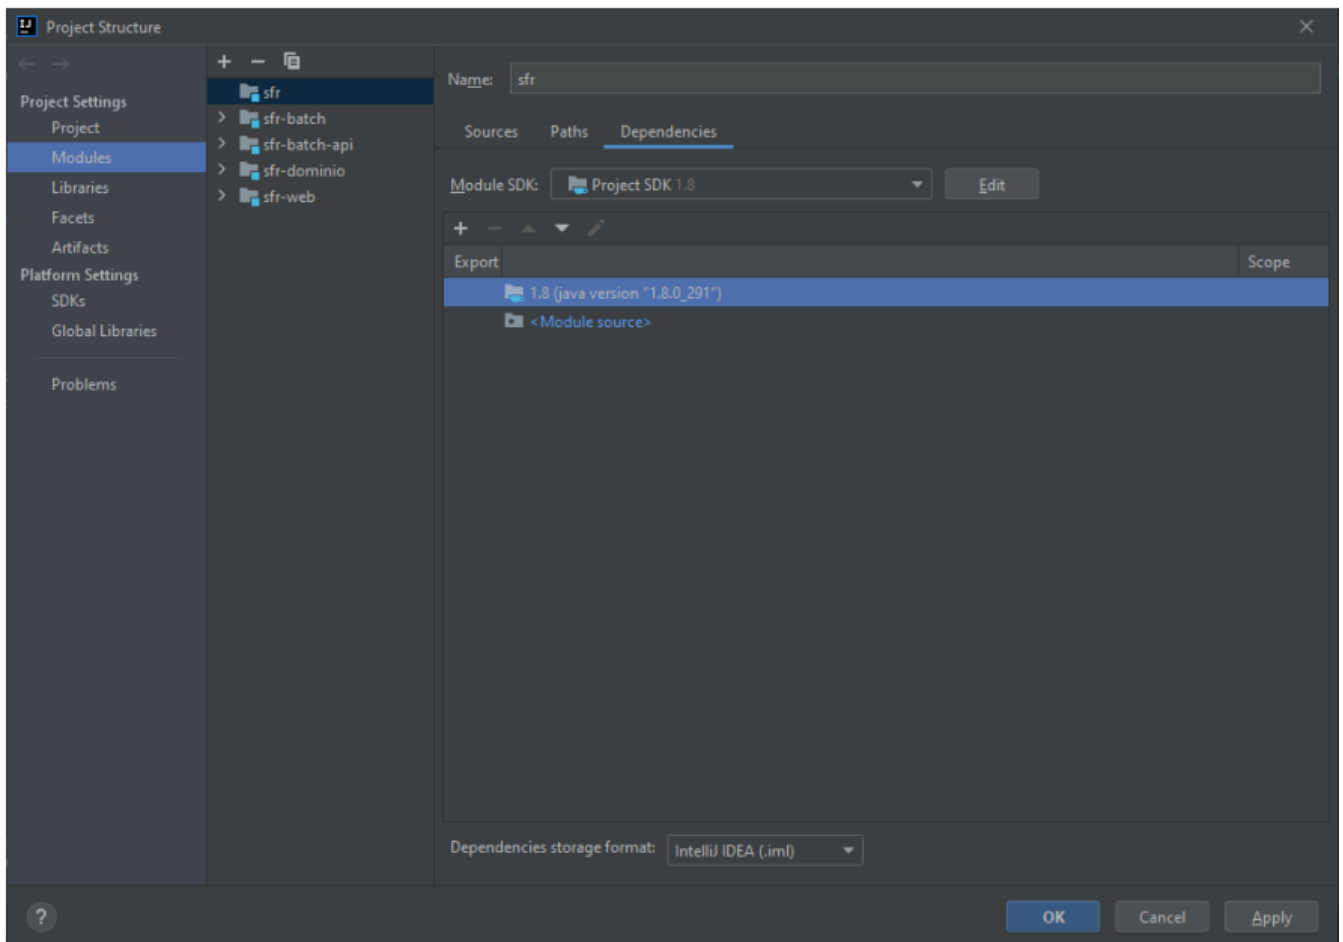 Project Structure
Project Settings
Project
Modules
Libraries
Facets
Artifacts
Platform Settings
SDKs
Global Libraries
Problems
sfr
sfr-batch
sfr-batch-api
sfr-dominio
sfr-web
Name: sfr
Sources Paths Dependencies
Module SDK: Project SDK 1.8 Edit
Export Scope
1.8 (java version "1.8.0_291")
<Module source>
Dependencies storage format: IntelliJ IDEA (.iml)
? OK Cancel Apply